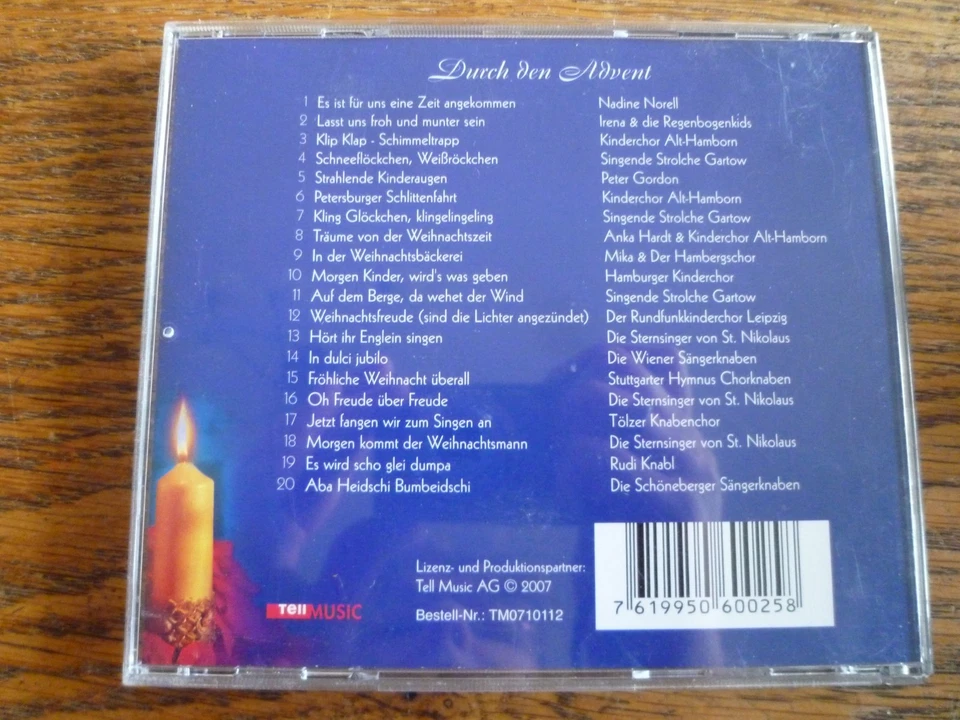 Durch den Advent
1 Es ist für uns eine Zeit angekommen Nadine Norell
2 Lasst uns froh und munter sein Irena & die Regenbogenkids
3 Klip Klap - Schimmeltrapp Kinderchor Alt-Hamborn
4 Schneeflöckchen, Weißröckchen Singende Strolche Gartow
5 Strahlende Kinderaugen Peter Gordon
6 Petersburger Schlittenfahrt Kinderchor Alt-Hamborn
7 Kling Glöckchen, klingelingeling Singende Strolche Gartow
8 Träume von der Weihnachtszeit Anka Hardt & Kinderchor Alt-Hamborn
9 In der Weihnachtsbäckerei Mika & Der Hambergschor
10 Morgen Kinder, wird's was geben Hamburger Kinderchor
11 Auf dem Berge, da wehet der Wind Singende Strolche Gartow
12 Weihnachtsfreude (sind die Lichter angezündet) Der Rundfunkkinderchor Leipzig
13 Hört ihr Englein singen Die Sternsinger von St. Nikolaus
14 In dulci jubilo Die Wiener Sängerknaben
15 Fröhliche Weihnacht überall Stuttgarter Hymnus Chorknaben
16 Oh Freude über Freude Die Sternsinger von St. Nikolaus
17 Jetzt fangen wir zum Singen an Tölzer Knabenchor
18 Morgen kommt der Weihnachtsmann Die Sternsinger von St. Nikolaus
19 Es wird scho glei dumpa Rudi Knabl
20 Aba Heidschi Bumbeidschi Die Schöneberger Sängerknaben
Lizenz- und Produktionspartner:
Tell Music AG © 2007
Tell MUSIC
Bestell-Nr.: TM0710112
7 619950 600258